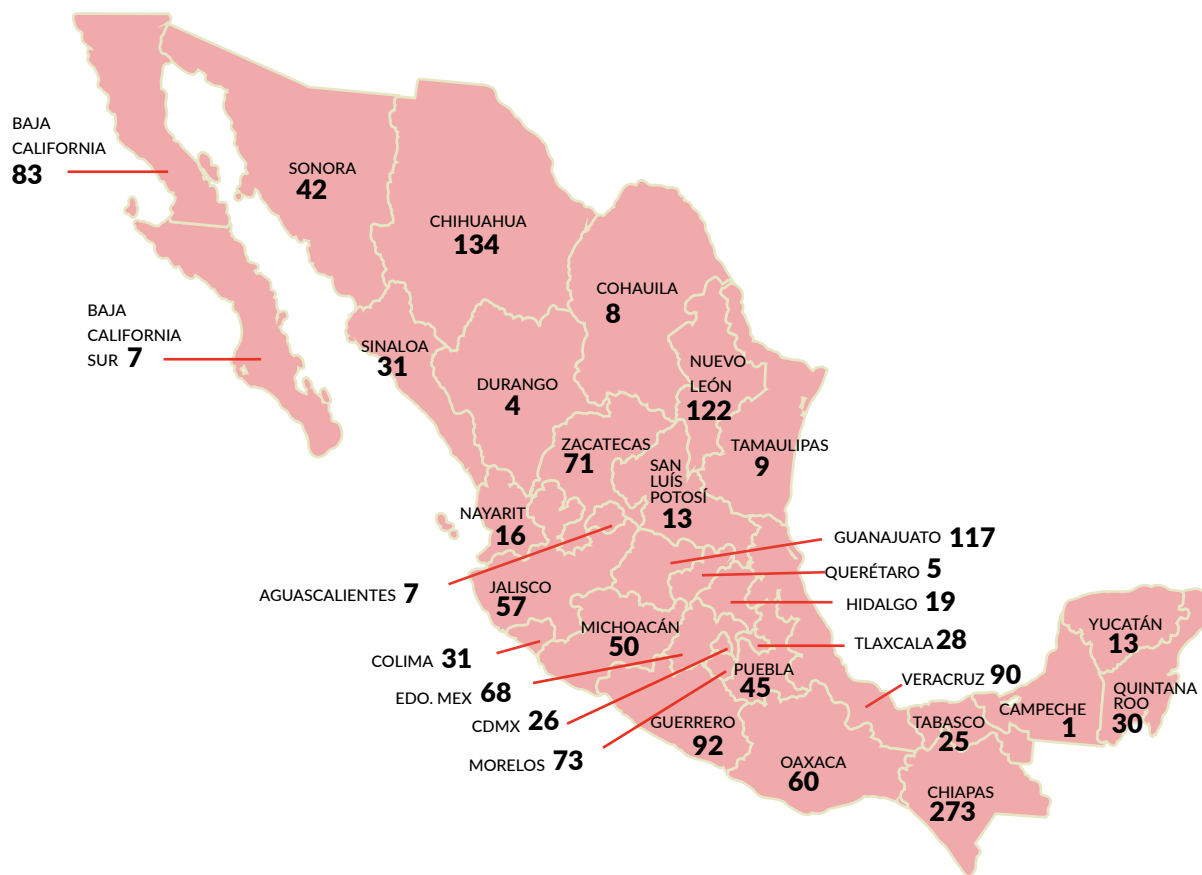 BAJA
CALIFORNIA
83
SONORA
42
CHIHUAHUA
134
COHAUILA
8
BAJA
CALIFORNIA
SUR 7
SINALOA
31
DURANGO
4
NUEVO
LEÓN
122
ZACATECAS
71
TAMAULIPAS
9
SAN
LUÍS
POTOSÍ
13
NAYARIT
16
GUANAJUATO 117
QUERÉTARO 5
AGUASCALIENTES 7
JALISCO
57
HIDALGO 19
MICHOACÁN
50
TLAXCALA 28
YUCATÁN
13
COLIMA 31
EDO. MEX 68
PUEBLA
45
VERACRUZ 90
QUINTANA
ROO
30
CAMPECHE
1
CDMX 26
GUERRERO
92
TABASCO
25
MORELOS 73
OAXACA
60
CHIAPAS
273